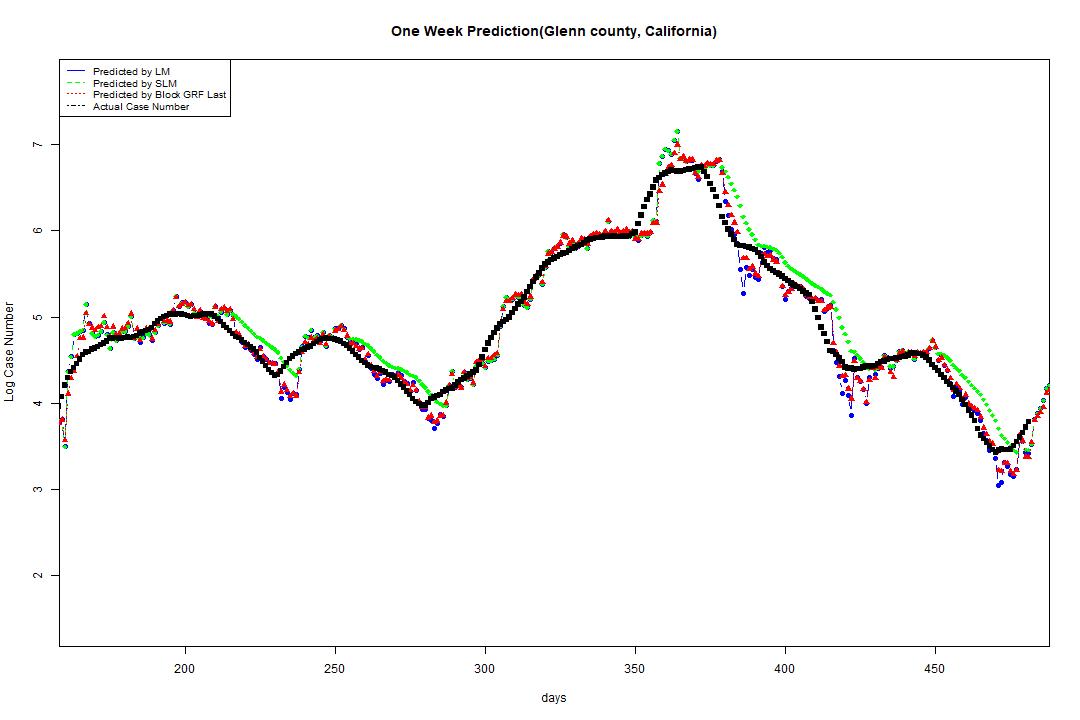 One Week Prediction(Glenn county, California)
Predicted by LM
Predicted by SLM
Predicted by Block GRF Last
Actual Case Number
7
6
5
4
3
2
Log Case Number
200 250 300 350 400 450
days